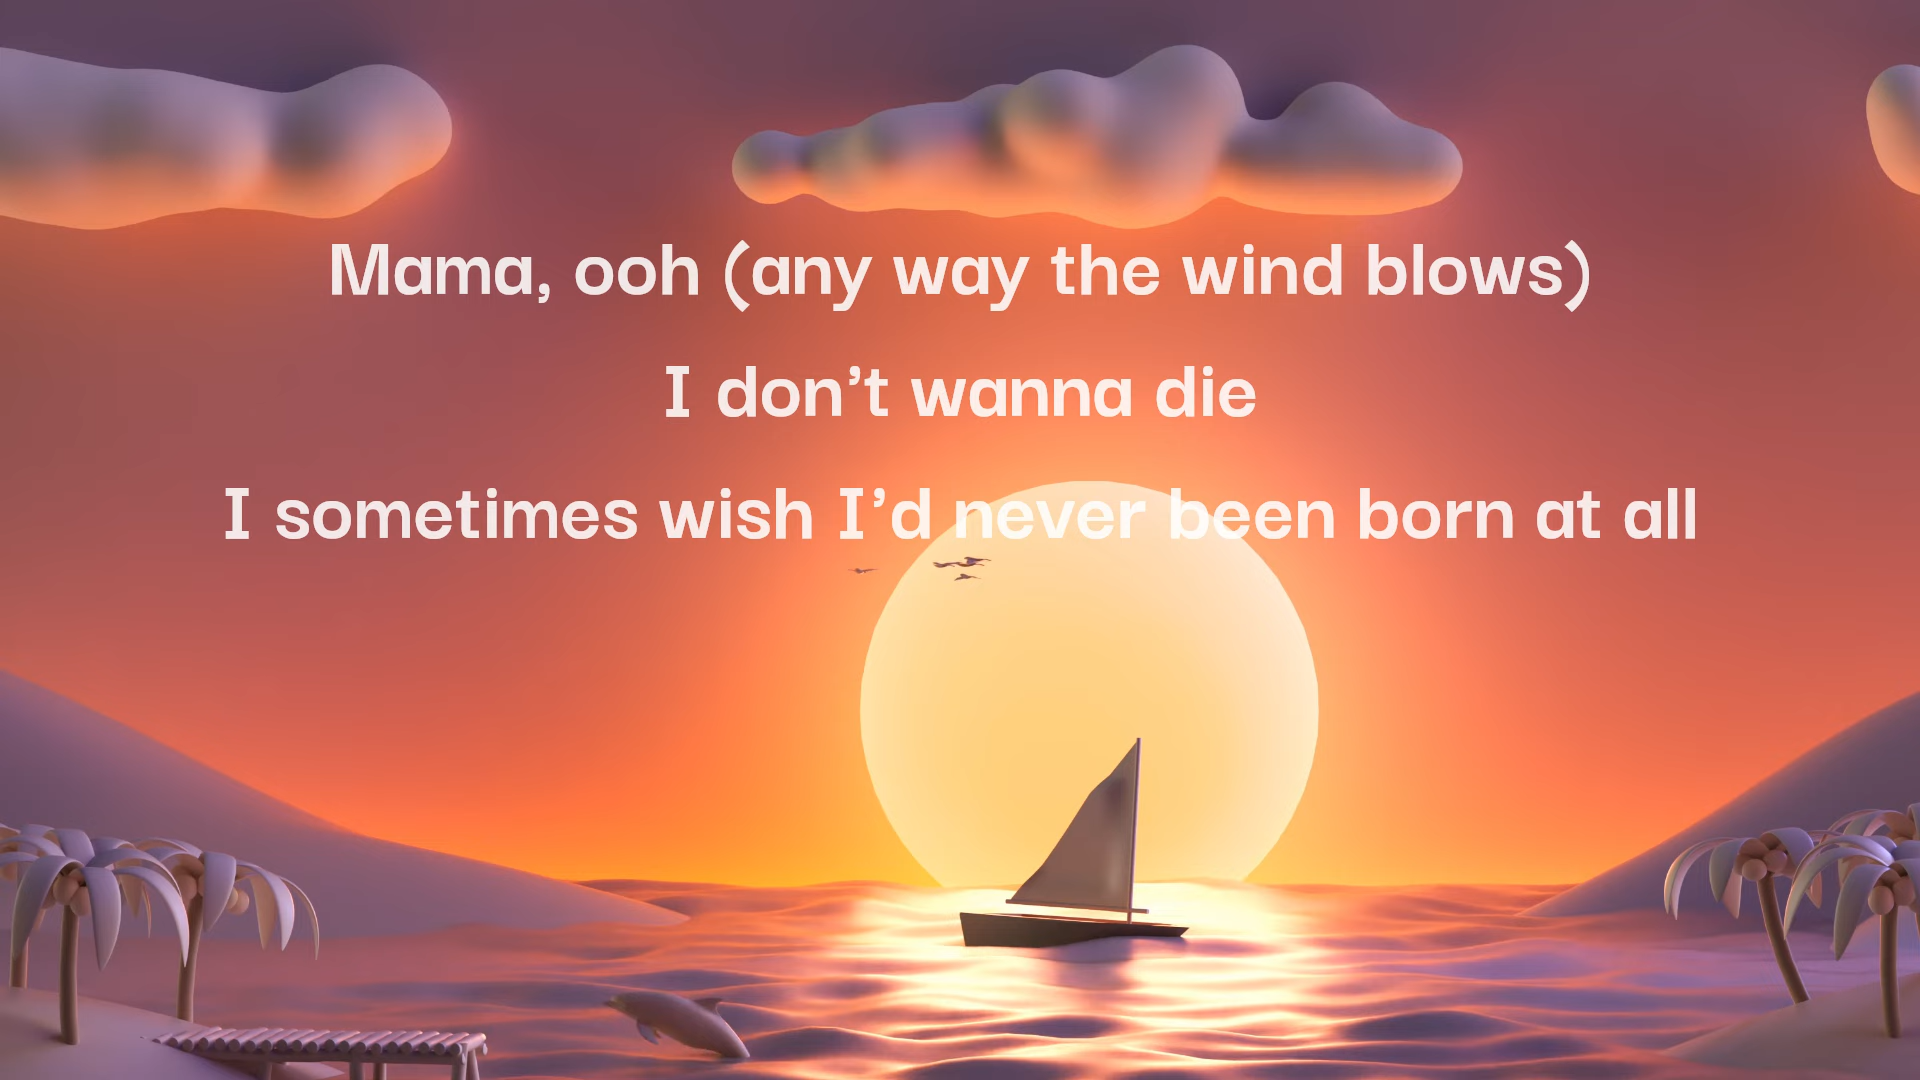 Mama, ooh (any way the wind blows)
I don’t wanna die
I sometimes wish I’d never been born at all